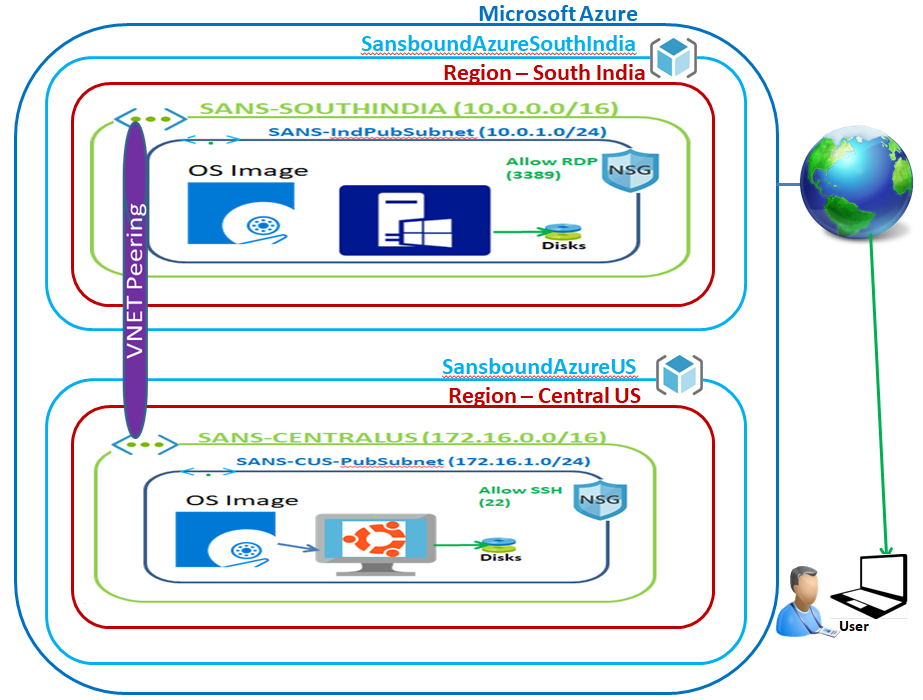 Microsoft Azure
SansboundAzureSouthIndia
Region – South India
SANS-SOUTHINDIA (10.0.0.0/16)
SANS-IndPubSubnet (10.0.1.0/24)
OS Image
Allow RDP
(3389)
NSG
Disks
VNET Peering
SansboundAzureUS
Region – Central US
SANS-CENTRALUS (172.16.0.0/16)
SANS-CUS-PubSubnet (172.16.1.0/24)
OS Image
Allow SSH
(22)
NSG
Disks
User